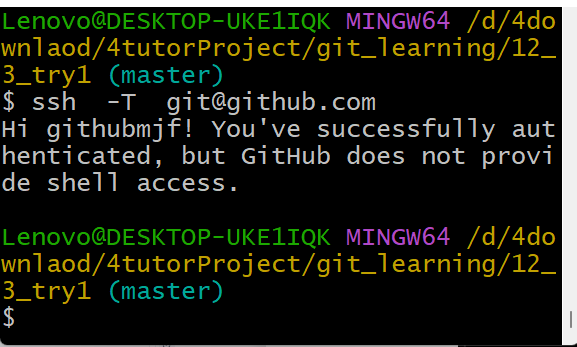 Lenovo@DESKTOP-UKE1IQK MINGW64 /d/4do
wnlaod/4tutorProject/git_learning/12_
3_try1 (master)
$ ssh  -T  git@github.com
Hi githubmjf! You've successfully aut
henticated, but GitHub does not provi
de shell access.
Lenovo@DESKTOP-UKE1IQK MINGW64 /d/4do
wnlaod/4tutorProject/git_learning/12_
3_try1 (master)
$